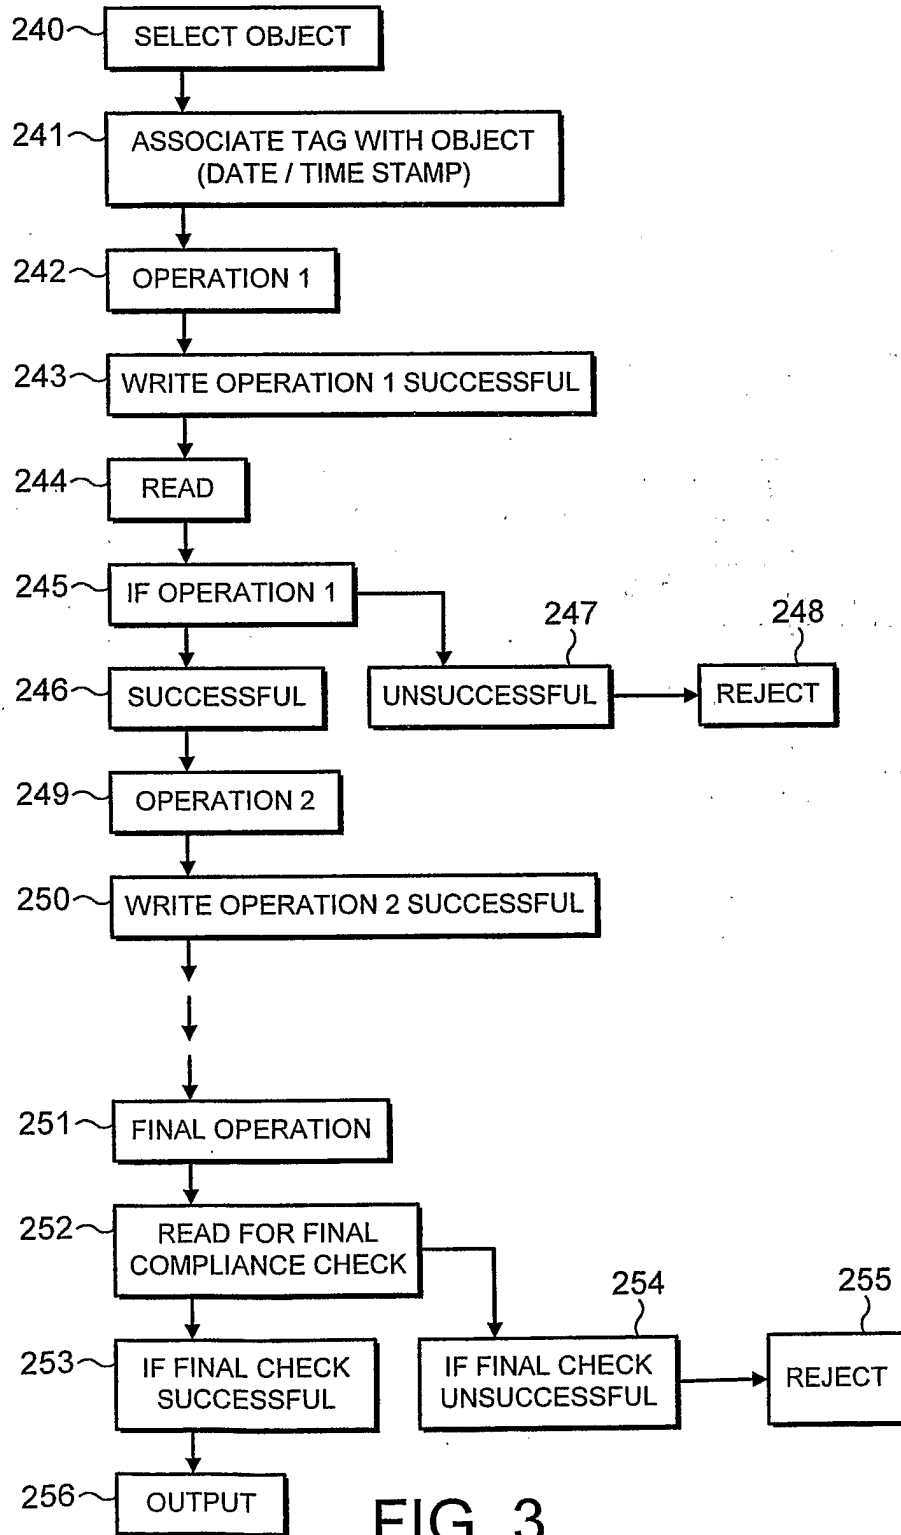 240
SELECT OBJECT
241
ASSOCIATE TAG WITH OBJECT
(DATE / TIME STAMP)
242
OPERATION 1
243
WRITE OPERATION 1 SUCCESSFUL
244
READ
245
IF OPERATION 1
247
248
246
SUCCESSFUL
UNSUCCESSFUL
REJECT
249
OPERATION 2
250
WRITE OPERATION 2 SUCCESSFUL
251
FINAL OPERATION
252
READ FOR FINAL
COMPLIANCE CHECK
254
255
253
IF FINAL CHECK
SUCCESSFUL
IF FINAL CHECK
UNSUCCESSFUL
REJECT
256
OUTPUT
FIG. 3